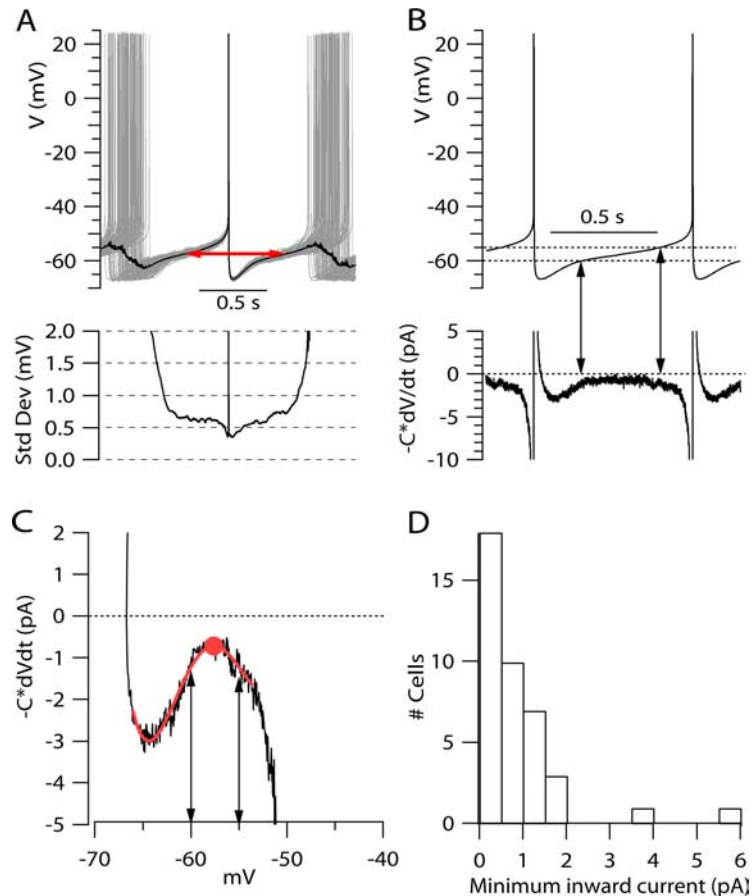 A
V (mV)
20
0
-20
-40
-60
0.5 s
Std Dev (mV)
2.0
1.5
1.0
0.5
0.0
B
V (mV)
20
0
-20
-40
-60
0.5 s
-C*dV/dt (pA)
5
0
-5
-10
C
-C*dVdt (pA)
2
1
0
-1
-2
-3
-4
-5
-70 -60 -50 -40
mV
D
# Cells
15
10
5
0
0 1 2 3 4 5 6
Minimum inward current (pA)